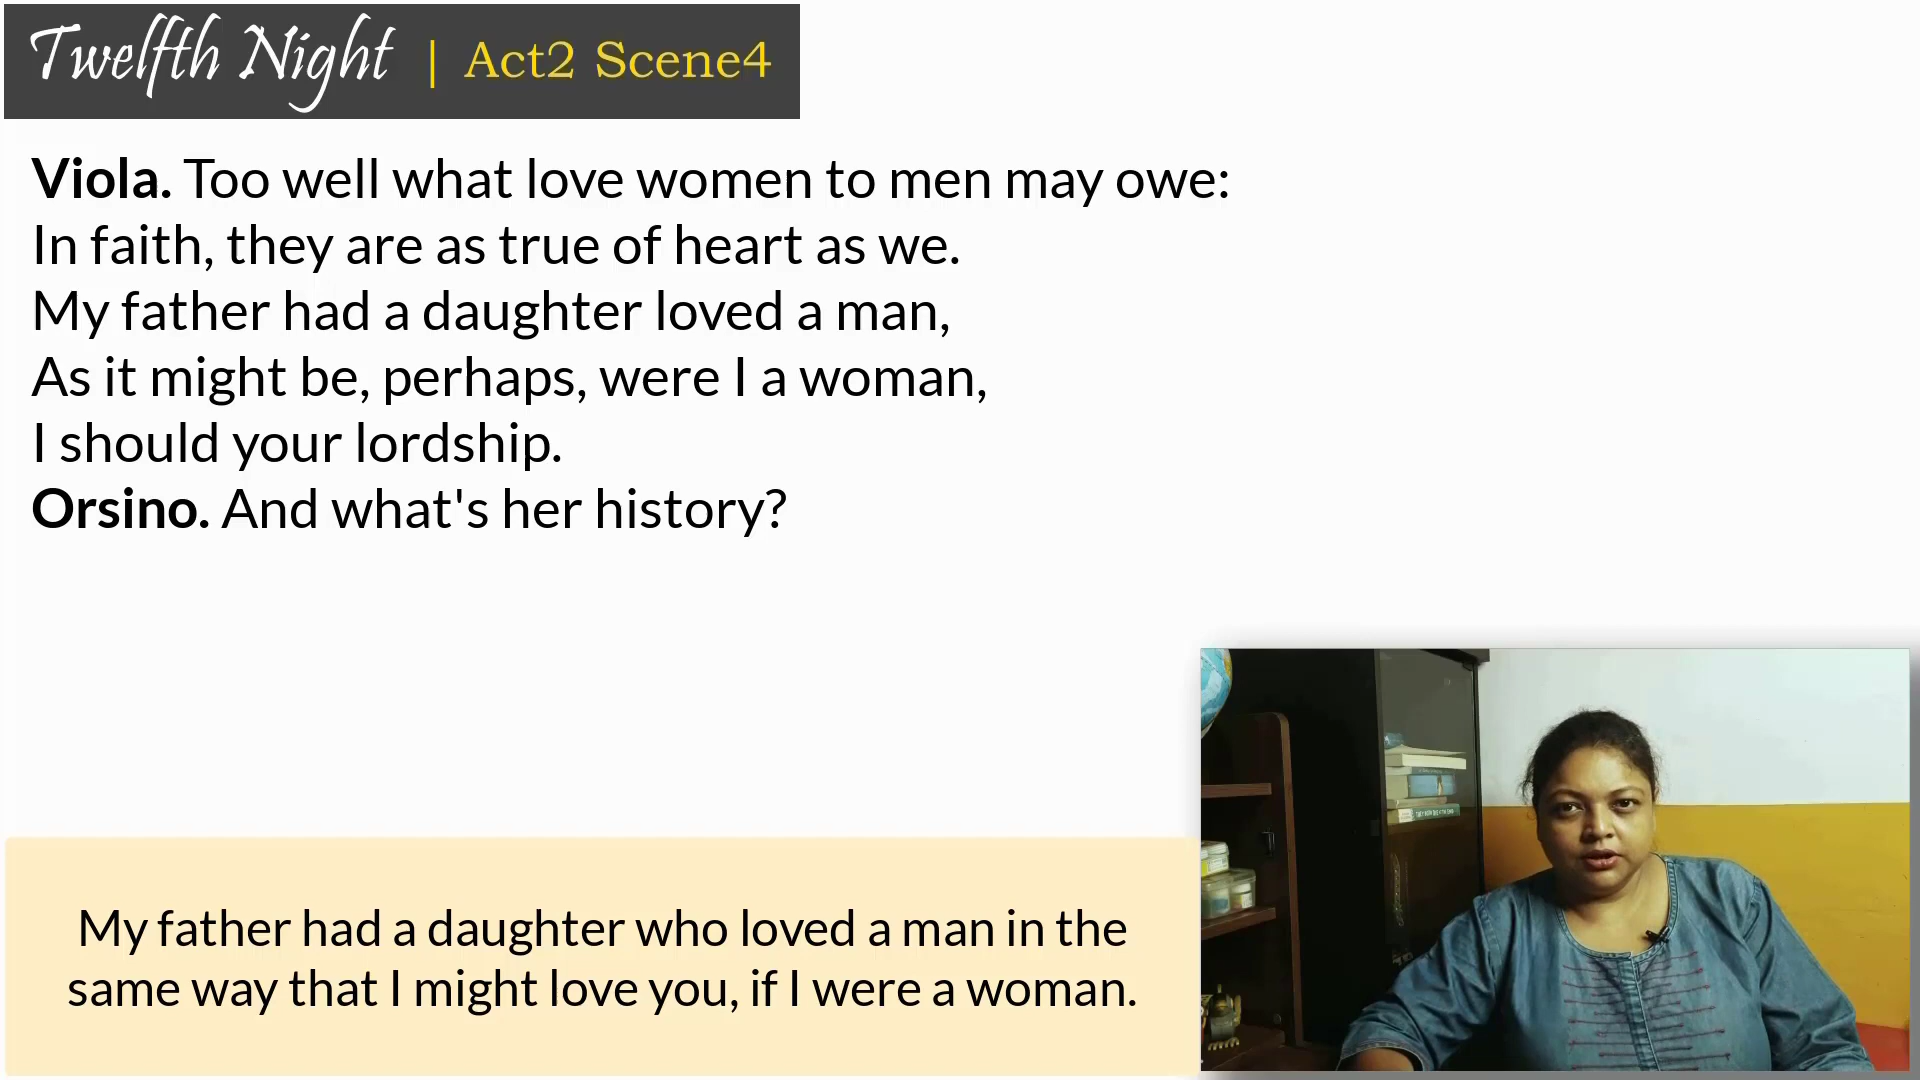 Twelfth Night | Act2 Scene4
Viola. Too well what love women to men may owe:
In faith, they are as true of heart as we.
My father had a daughter loved a man,
As it might be, perhaps, were I a woman,
I should your lordship.
Orsino. And what's her history?
My father had a daughter who loved a man in the
same way that I might love you, if I were a woman.